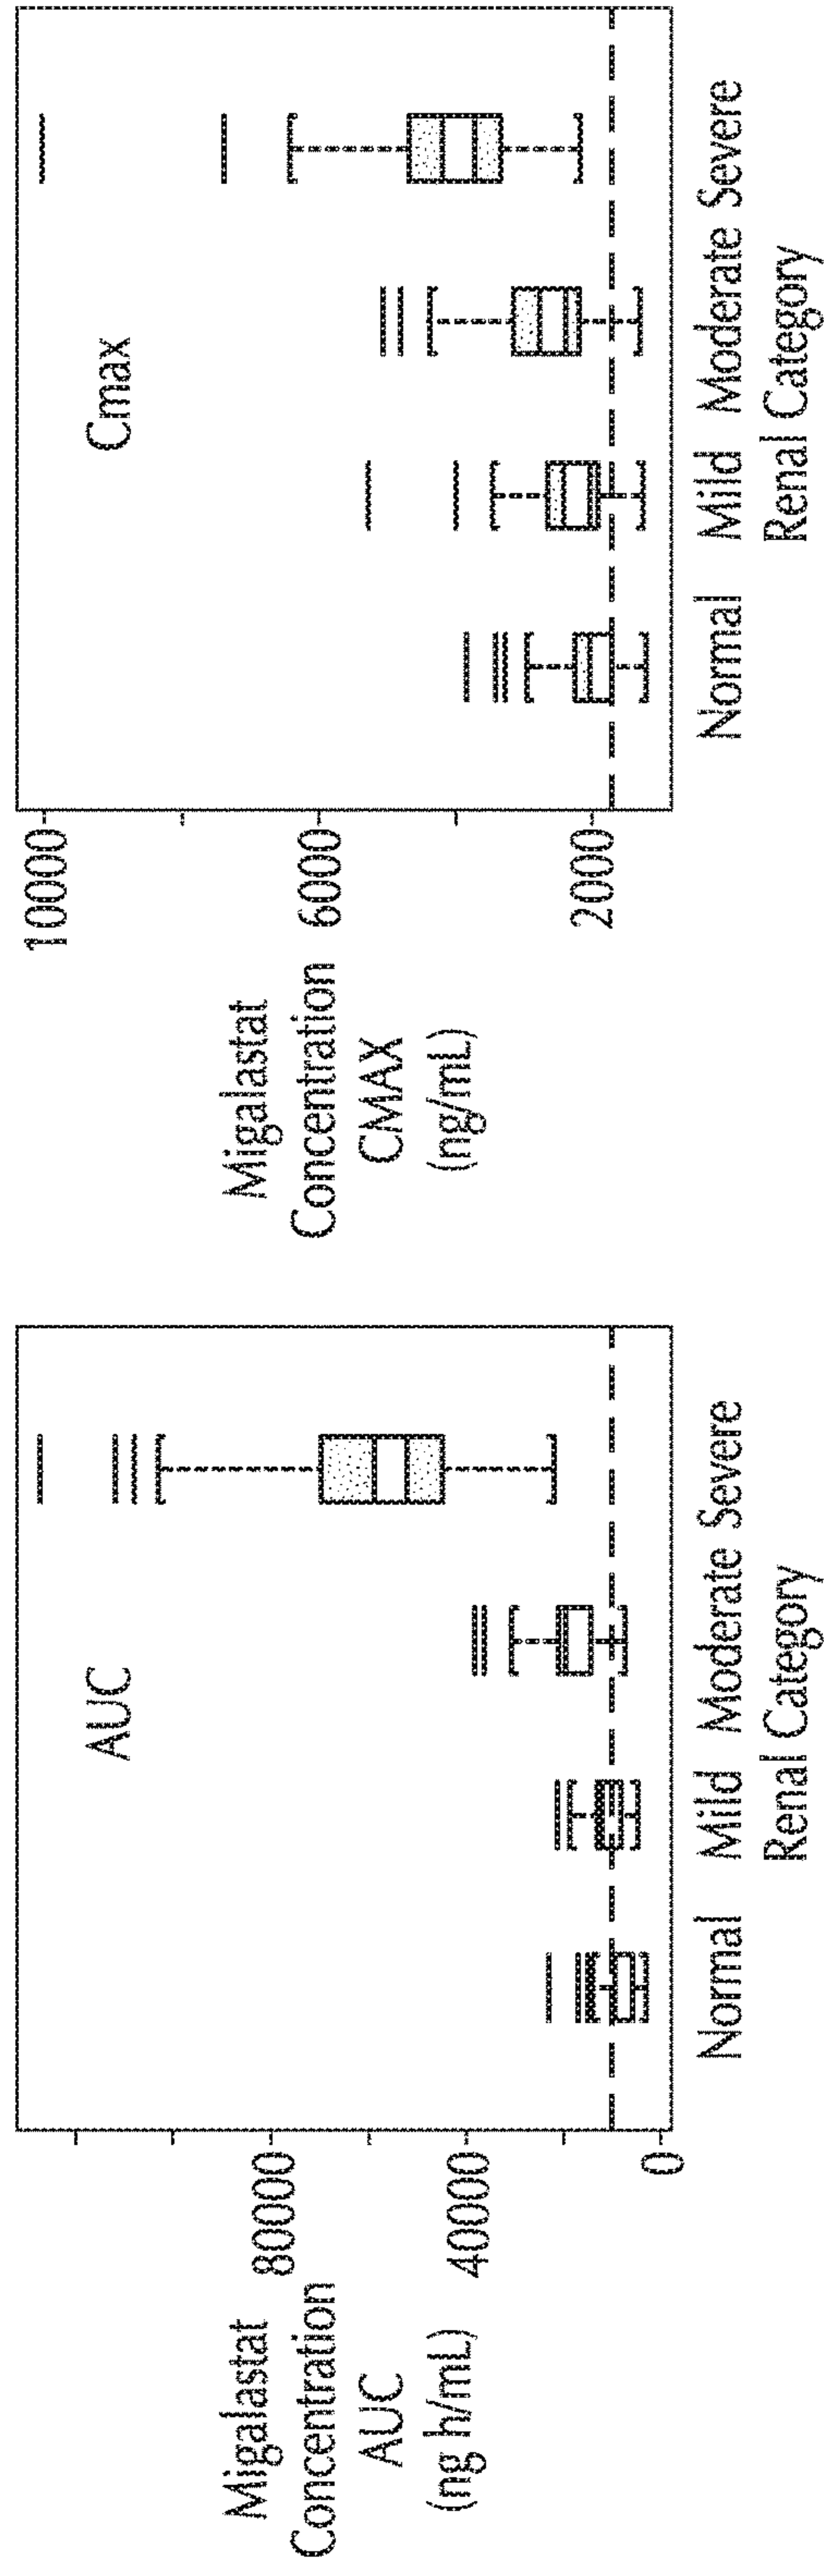 Migalastat
Concentration
AUC
(ng h/mL)
80000
40000
0
AUC
Normal Mild Moderate Severe
Renal Category
Migalastat
Concentration
CMAX
(ng/mL)
10000
6000
2000
Cmax
Normal Mild Moderate Severe
Renal Category